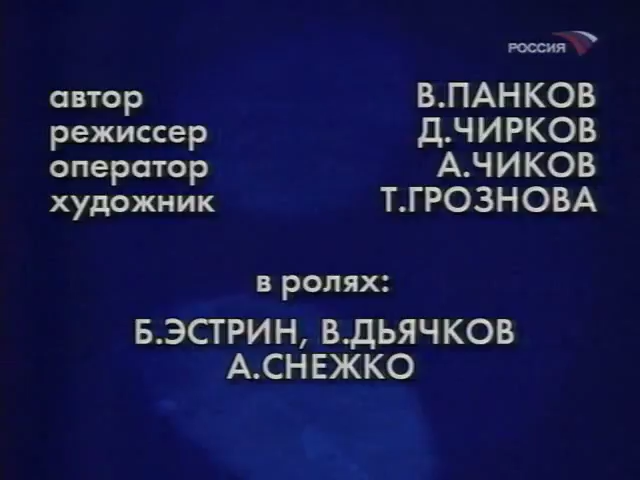 РОССИЯ
автор В.ПАНКОВ
режиссер Д.ЧИРКОВ
оператор А.ЧИКОВ
художник Т.ГРОЗНОВА
в ролях:
Б.ЭСТРИН, В.ДЬЯЧКОВ
А.СНЕЖКО